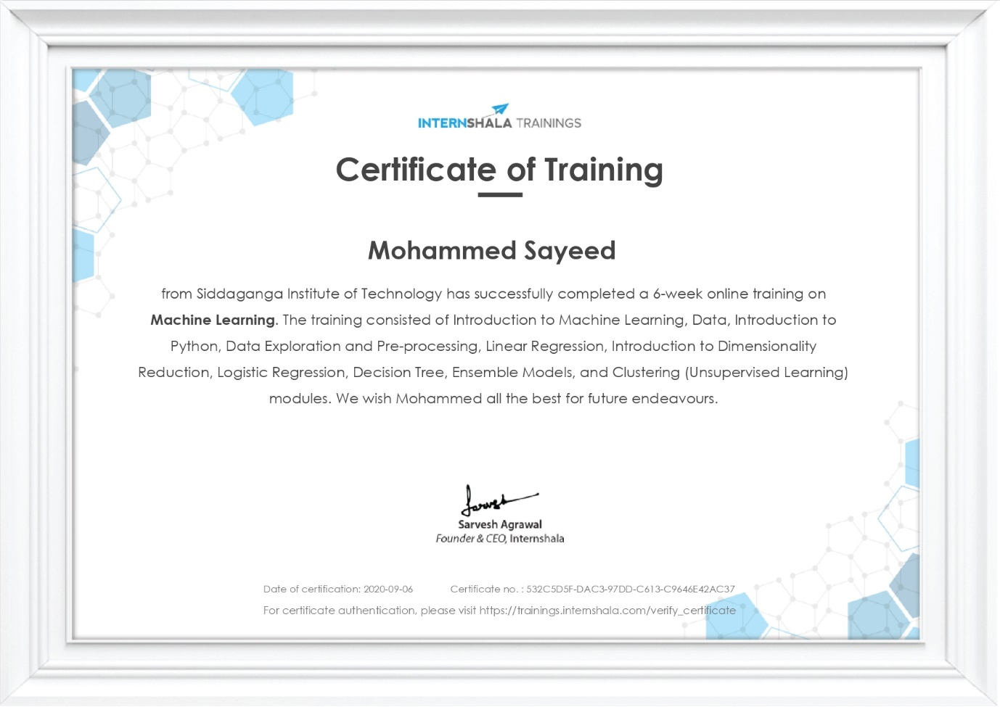 INTERNSHALA TRAININGS
Certificate of Training
Mohammed Sayeed
from Siddaganga Institute of Technology has successfully completed a 6-week online training on
Machine Learning. The training consisted of Introduction to Machine Learning, Data, Introduction to
Python, Data Exploration and Pre-processing, Linear Regression, Introduction to Dimensionality
Reduction, Logistic Regression, Decision Tree, Ensemble Models, and Clustering (Unsupervised Learning)
modules. We wish Mohammed all the best for future endeavours.
Sarvesh
Sarvesh Agrawal
Founder & CEO, Internshala
Date of certification: 2020-09-06 Certificate no. : 532C5D5F-DAC3-97DD-C613-C9646E42AC37
For certificate authentication, please visit https://trainings.internshala.com/verify_certificate